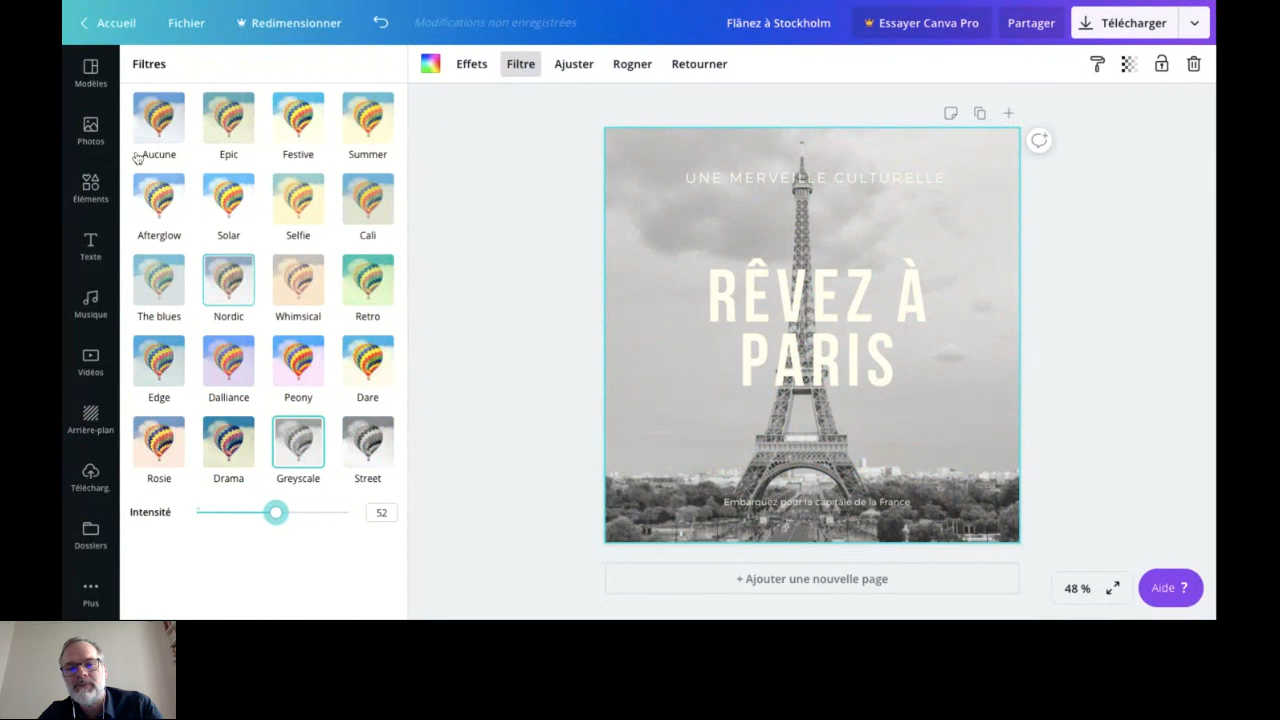 Accueil
Fichier
Redimensionner
Modifications non enregistrées
Flânez à Stockholm
Essayer Canva Pro
Partager
Télécharger
Modèles
Photos
Éléments
Texte
Musique
Vidéos
Arrière-plan
Télécharg.
Dossiers
Plus
Filtres
Aucune
Epic
Festive
Summer
Afterglow
Solar
Selfie
Cali
The blues
Nordic
Whimsical
Retro
Edge
Dalliance
Peony
Dare
Rosie
Drama
Greyscale
Street
Intensité
52
Effets
Filtre
Ajuster
Rogner
Retourner
UNE MERVEILLE CULTURELLE
RÊVEZ À
PARIS
Embarquez pour la capitale de la France
+ Ajouter une nouvelle page
48 %
Aide ?